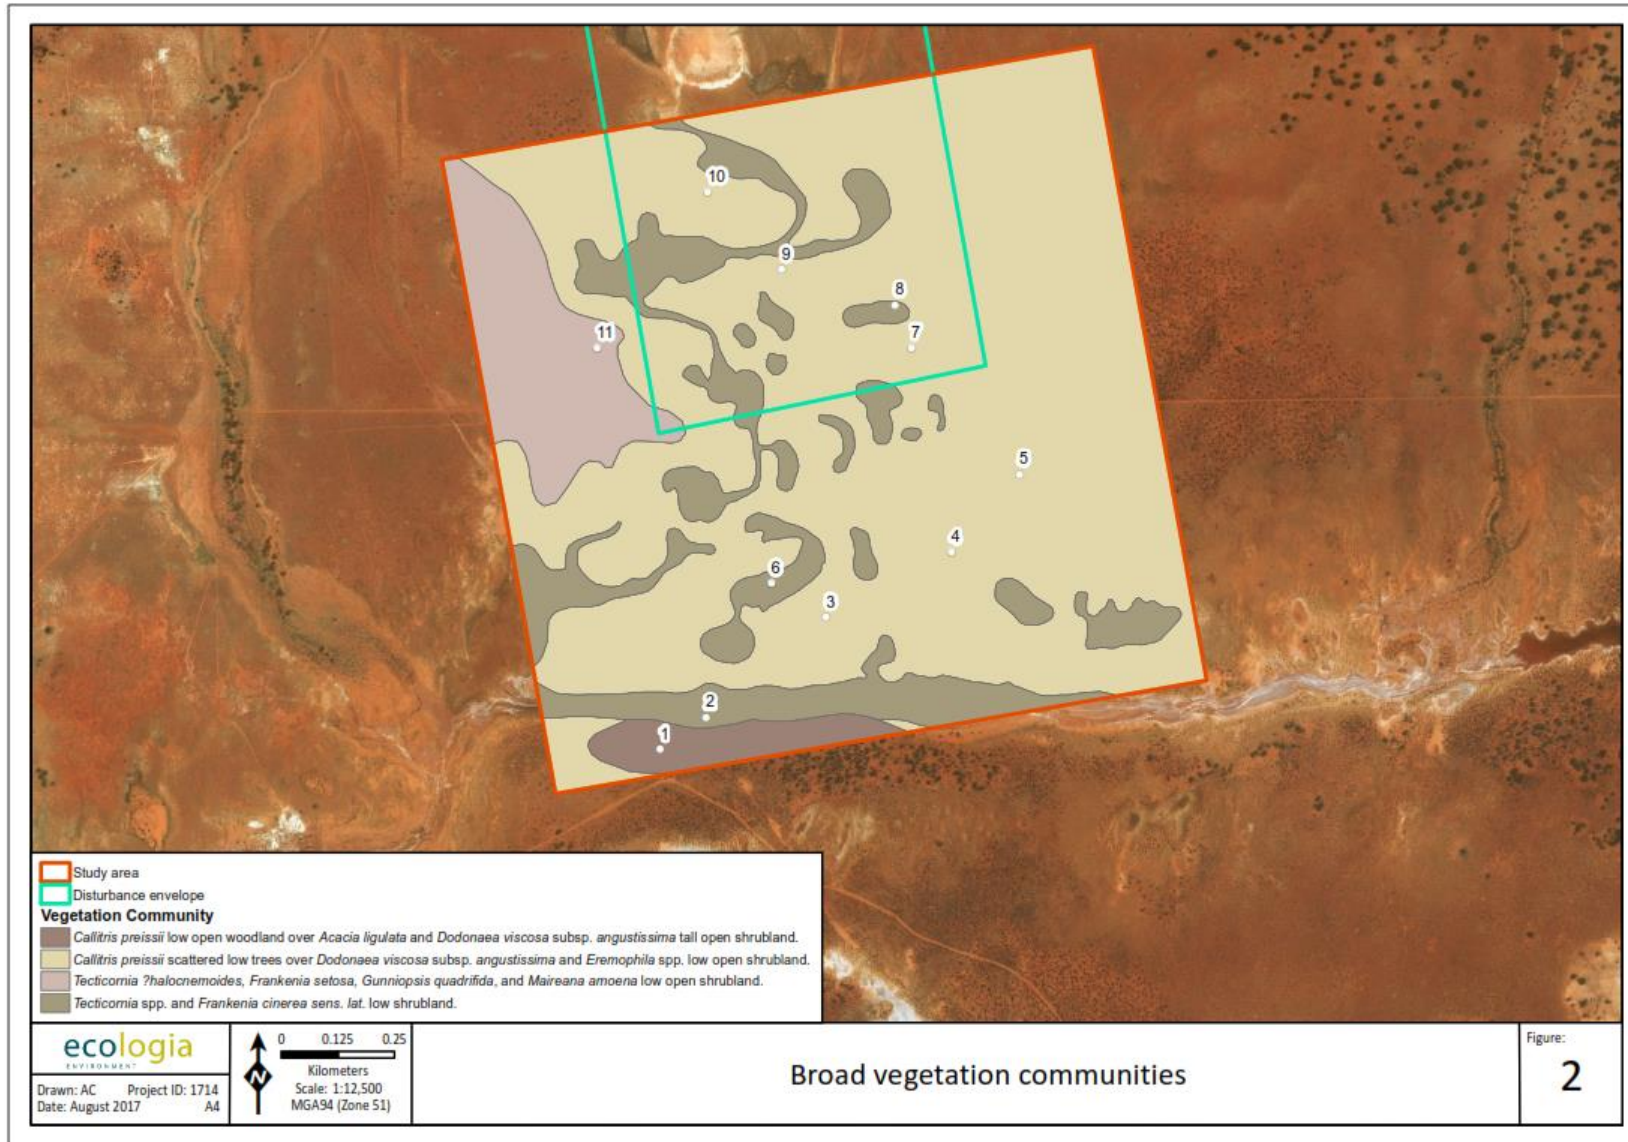 10
9
8
7
11
5
4
6
3
2
1
Study area
Disturbance envelope
Vegetation Community
Callitris preissii low open woodland over Acacia ligulata and Dodonaea viscosa subsp. angustissima tall open shrubland.
Callitris preissii scattered low trees over Dodonaea viscosa subsp. angustissima and Eremophila spp. low open shrubland.
Tecticornia ?halocnemoides, Frankenia setosa, Gunniopsis quadrifida, and Maireana amoena low open shrubland.
Tecticornia spp. and Frankenia cinerea sens. lat. low shrubland.
ecologia
ENVIRONMENT
Drawn: AC Project ID: 1714
Date: August 2017 A4
N
0 0.125 0.25
Kilometers
Scale: 1:12,500
MGA94 (Zone 51)
Broad vegetation communities
Figure:
2